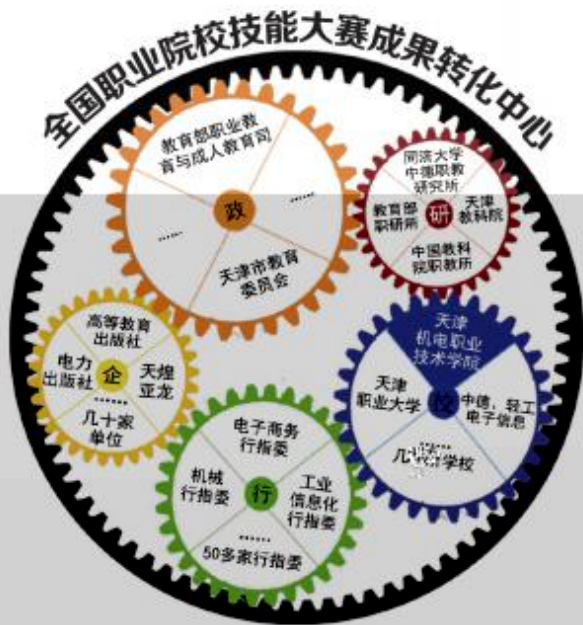 全国职业院校技能大赛成果转化中心
教育部职业教
育与成人教育司
……
政
……
天津市教育
委员会
同济大学
中德职教
研究所
教育部
职研所
研
天津
教科院
中国教科
院职教所
高等教育
出版社
电力
出版社
企
天煌
亚龙
……
几十家
单位
天津
机电职业
技术学院
天津
职业大学
校
中德，轻工
电子信息
……
电子商务
行指委
机械
行指委
行
工业
信息化
行指委
……
50多家行指委